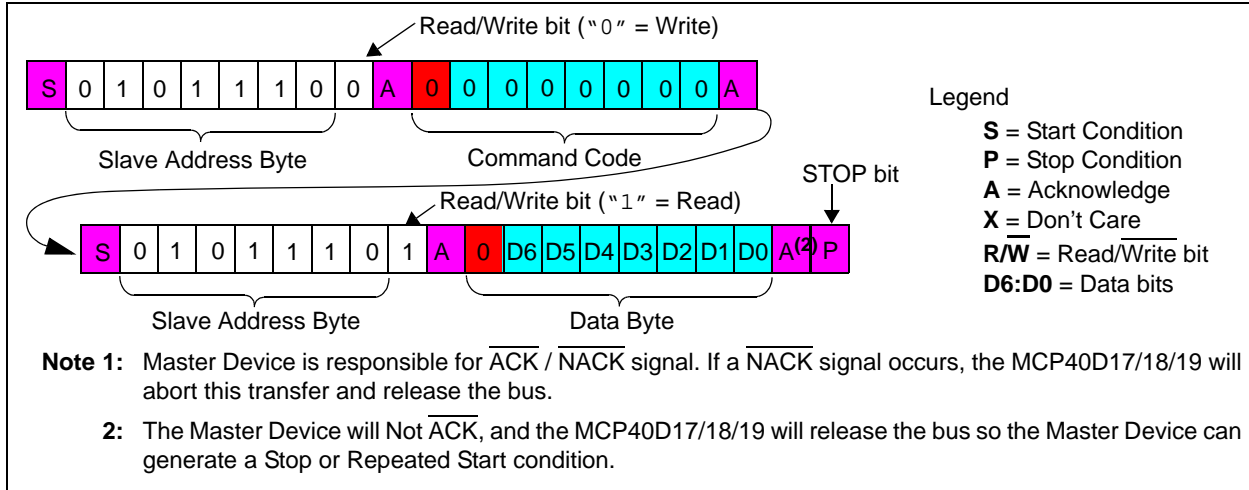 Read/Write bit ("0" = Write)
S 0 1 0 1 1 1 0 0 A 0 0 0 0 0 0 0 0 A
Slave Address Byte Command Code
STOP bit
Read/Write bit ("1" = Read)
S 0 1 0 1 1 1 0 1 A 0 D6 D5 D4 D3 D2 D1 D0 A(2) P
Slave Address Byte Data Byte
Legend
S = Start Condition
P = Stop Condition
A = Acknowledge
X = Don't Care
R/W̅ = Read/Write bit
D6:D0 = Data bits
Note 1: Master Device is responsible for ACK / NACK signal. If a NACK signal occurs, the MCP40D17/18/19 will
abort this transfer and release the bus.
2: The Master Device will Not ACK, and the MCP40D17/18/19 will release the bus so the Master Device can
generate a Stop or Repeated Start condition.